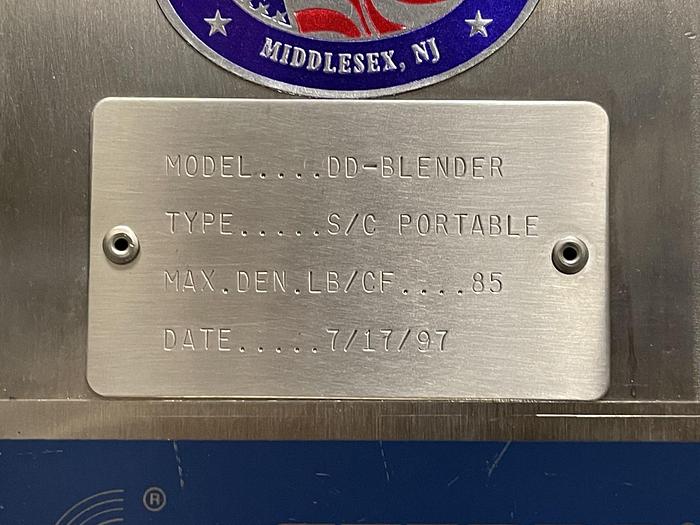 MIDDLESEX, NJ
MODEL....DD-BLENDER
TYPE.....S/C PORTABLE
MAX.DEN.LB/CF....85
DATE.....7/17/97
®